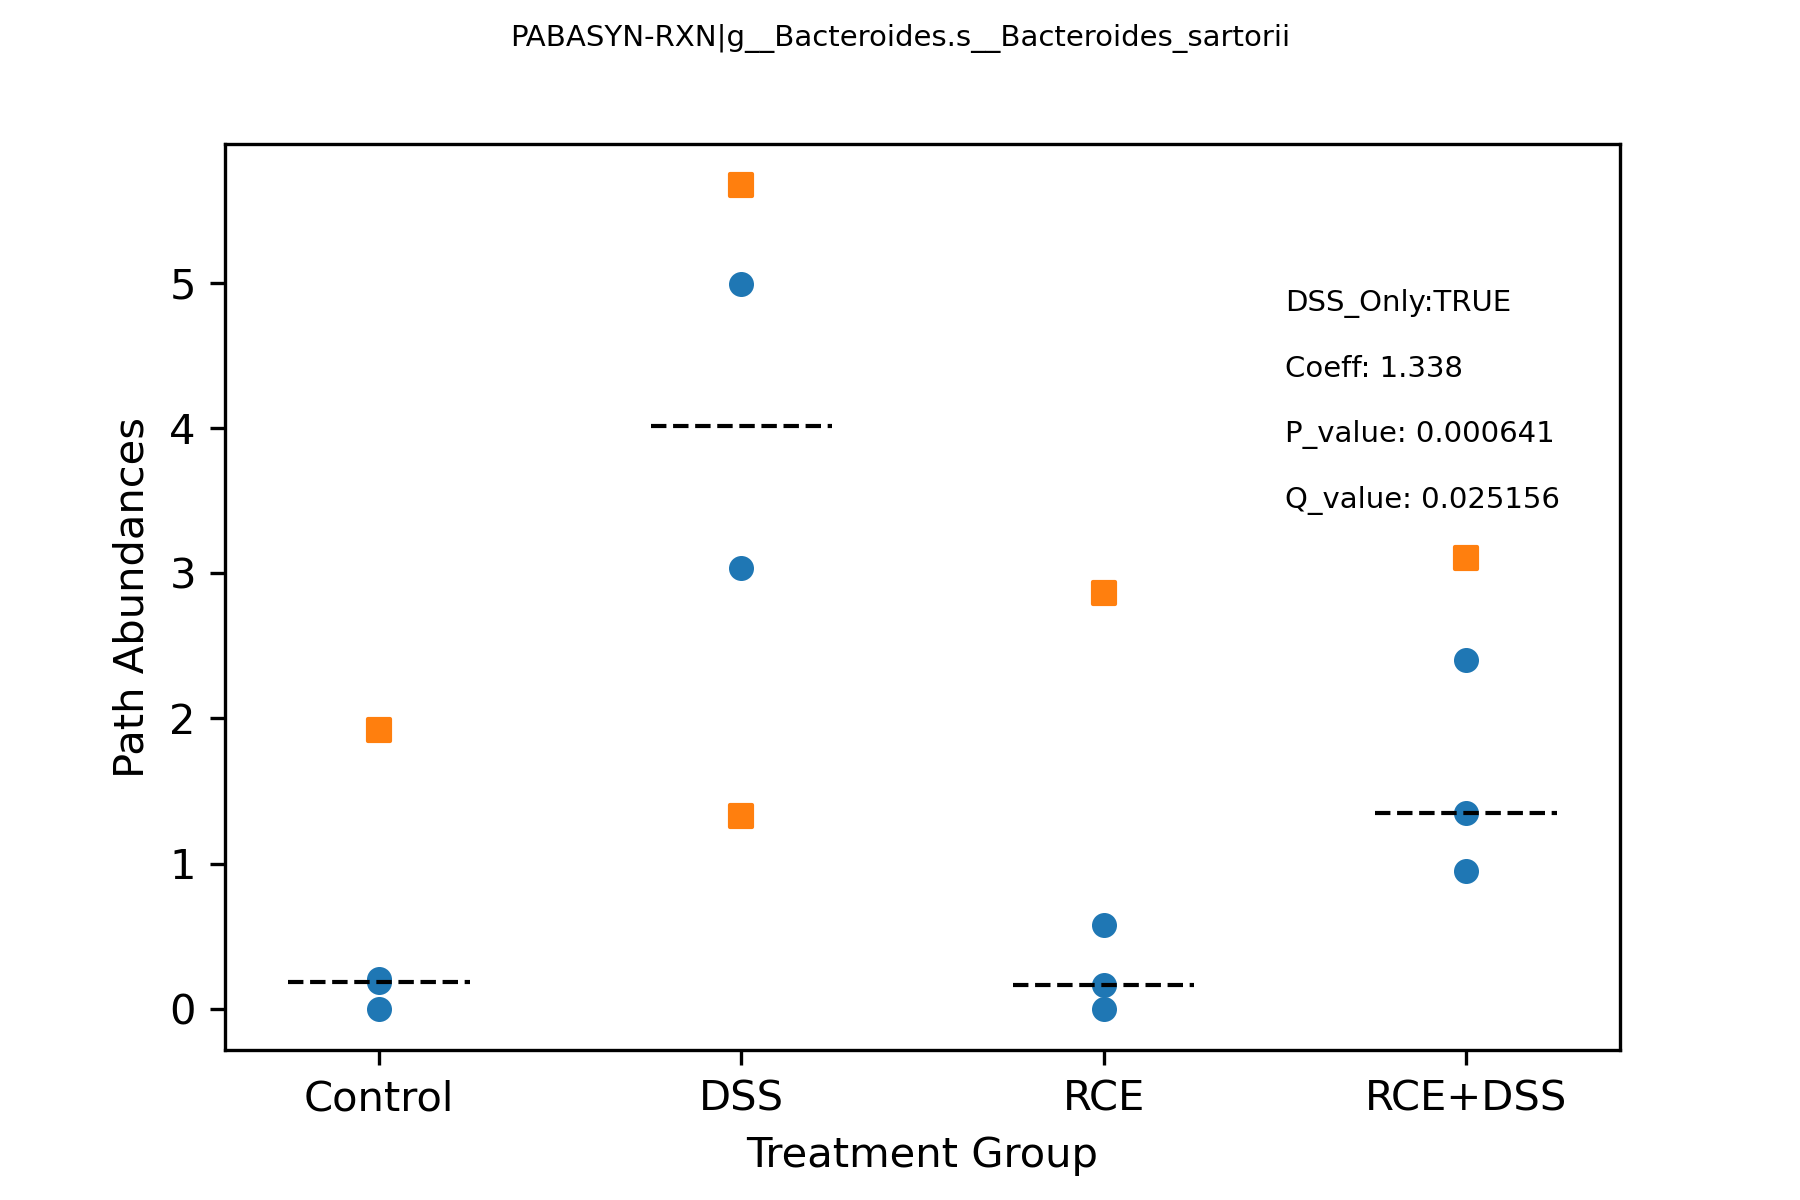 PABASYN-RXN|g__Bacteroides.s__Bacteroides_sartorii
DSS_Only:TRUE
Coeff: 1.338
P_value: 0.000641
Q_value: 0.025156
Path Abundances
5
4
3
2
1
0
Control DSS RCE RCE+DSS
Treatment Group